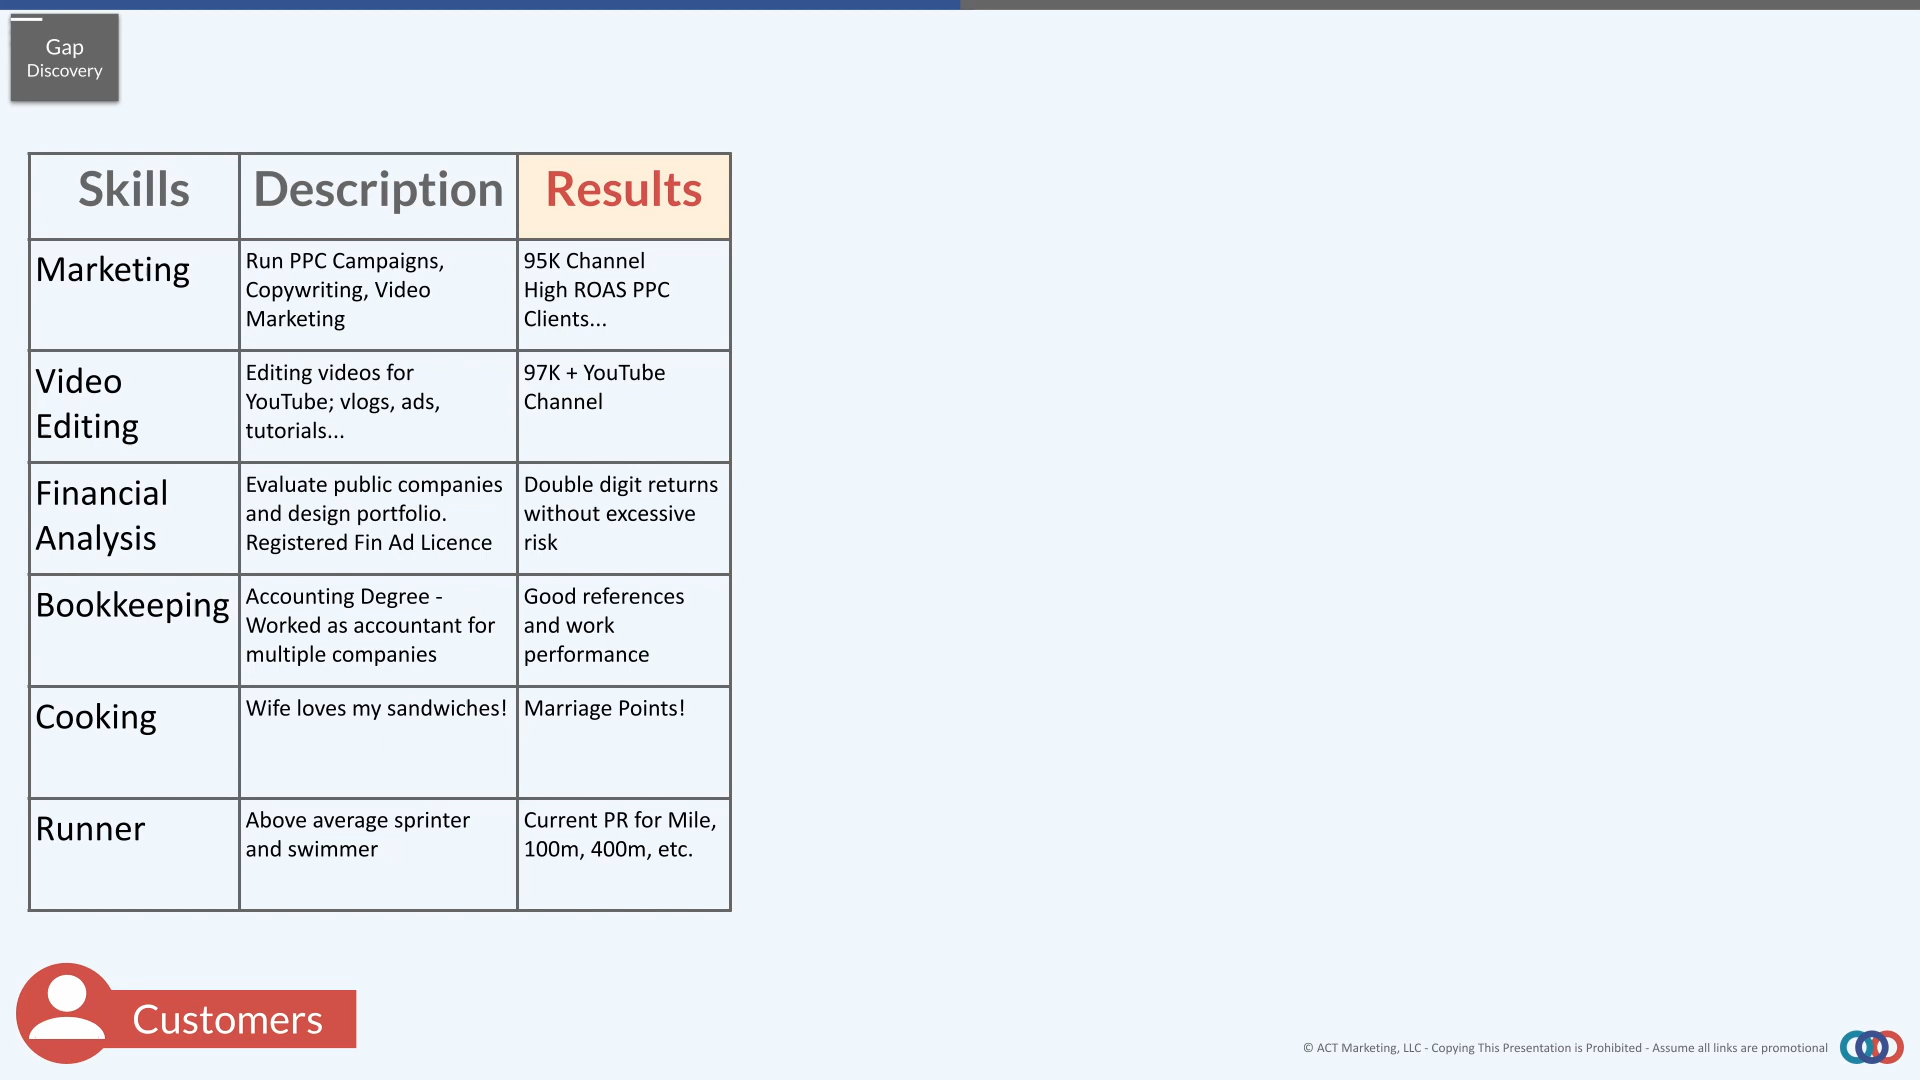 Gap
Discovery
Skills
Description
Results
Marketing
Run PPC Campaigns,
Copywriting, Video
Marketing
95K Channel
High ROAS PPC
Clients...
Video
Editing
Editing videos for
YouTube; vlogs, ads,
tutorials...
97K + YouTube
Channel
Financial
Analysis
Evaluate public companies
and design portfolio.
Registered Fin Ad Licence
Double digit returns
without excessive
risk
Bookkeeping
Accounting Degree -
Worked as accountant for
multiple companies
Good references
and work
performance
Cooking
Wife loves my sandwiches!
Marriage Points!
Runner
Above average sprinter
and swimmer
Current PR for Mile,
100m, 400m, etc.
Customers
© ACT Marketing, LLC - Copying This Presentation is Prohibited - Assume all links are promotional